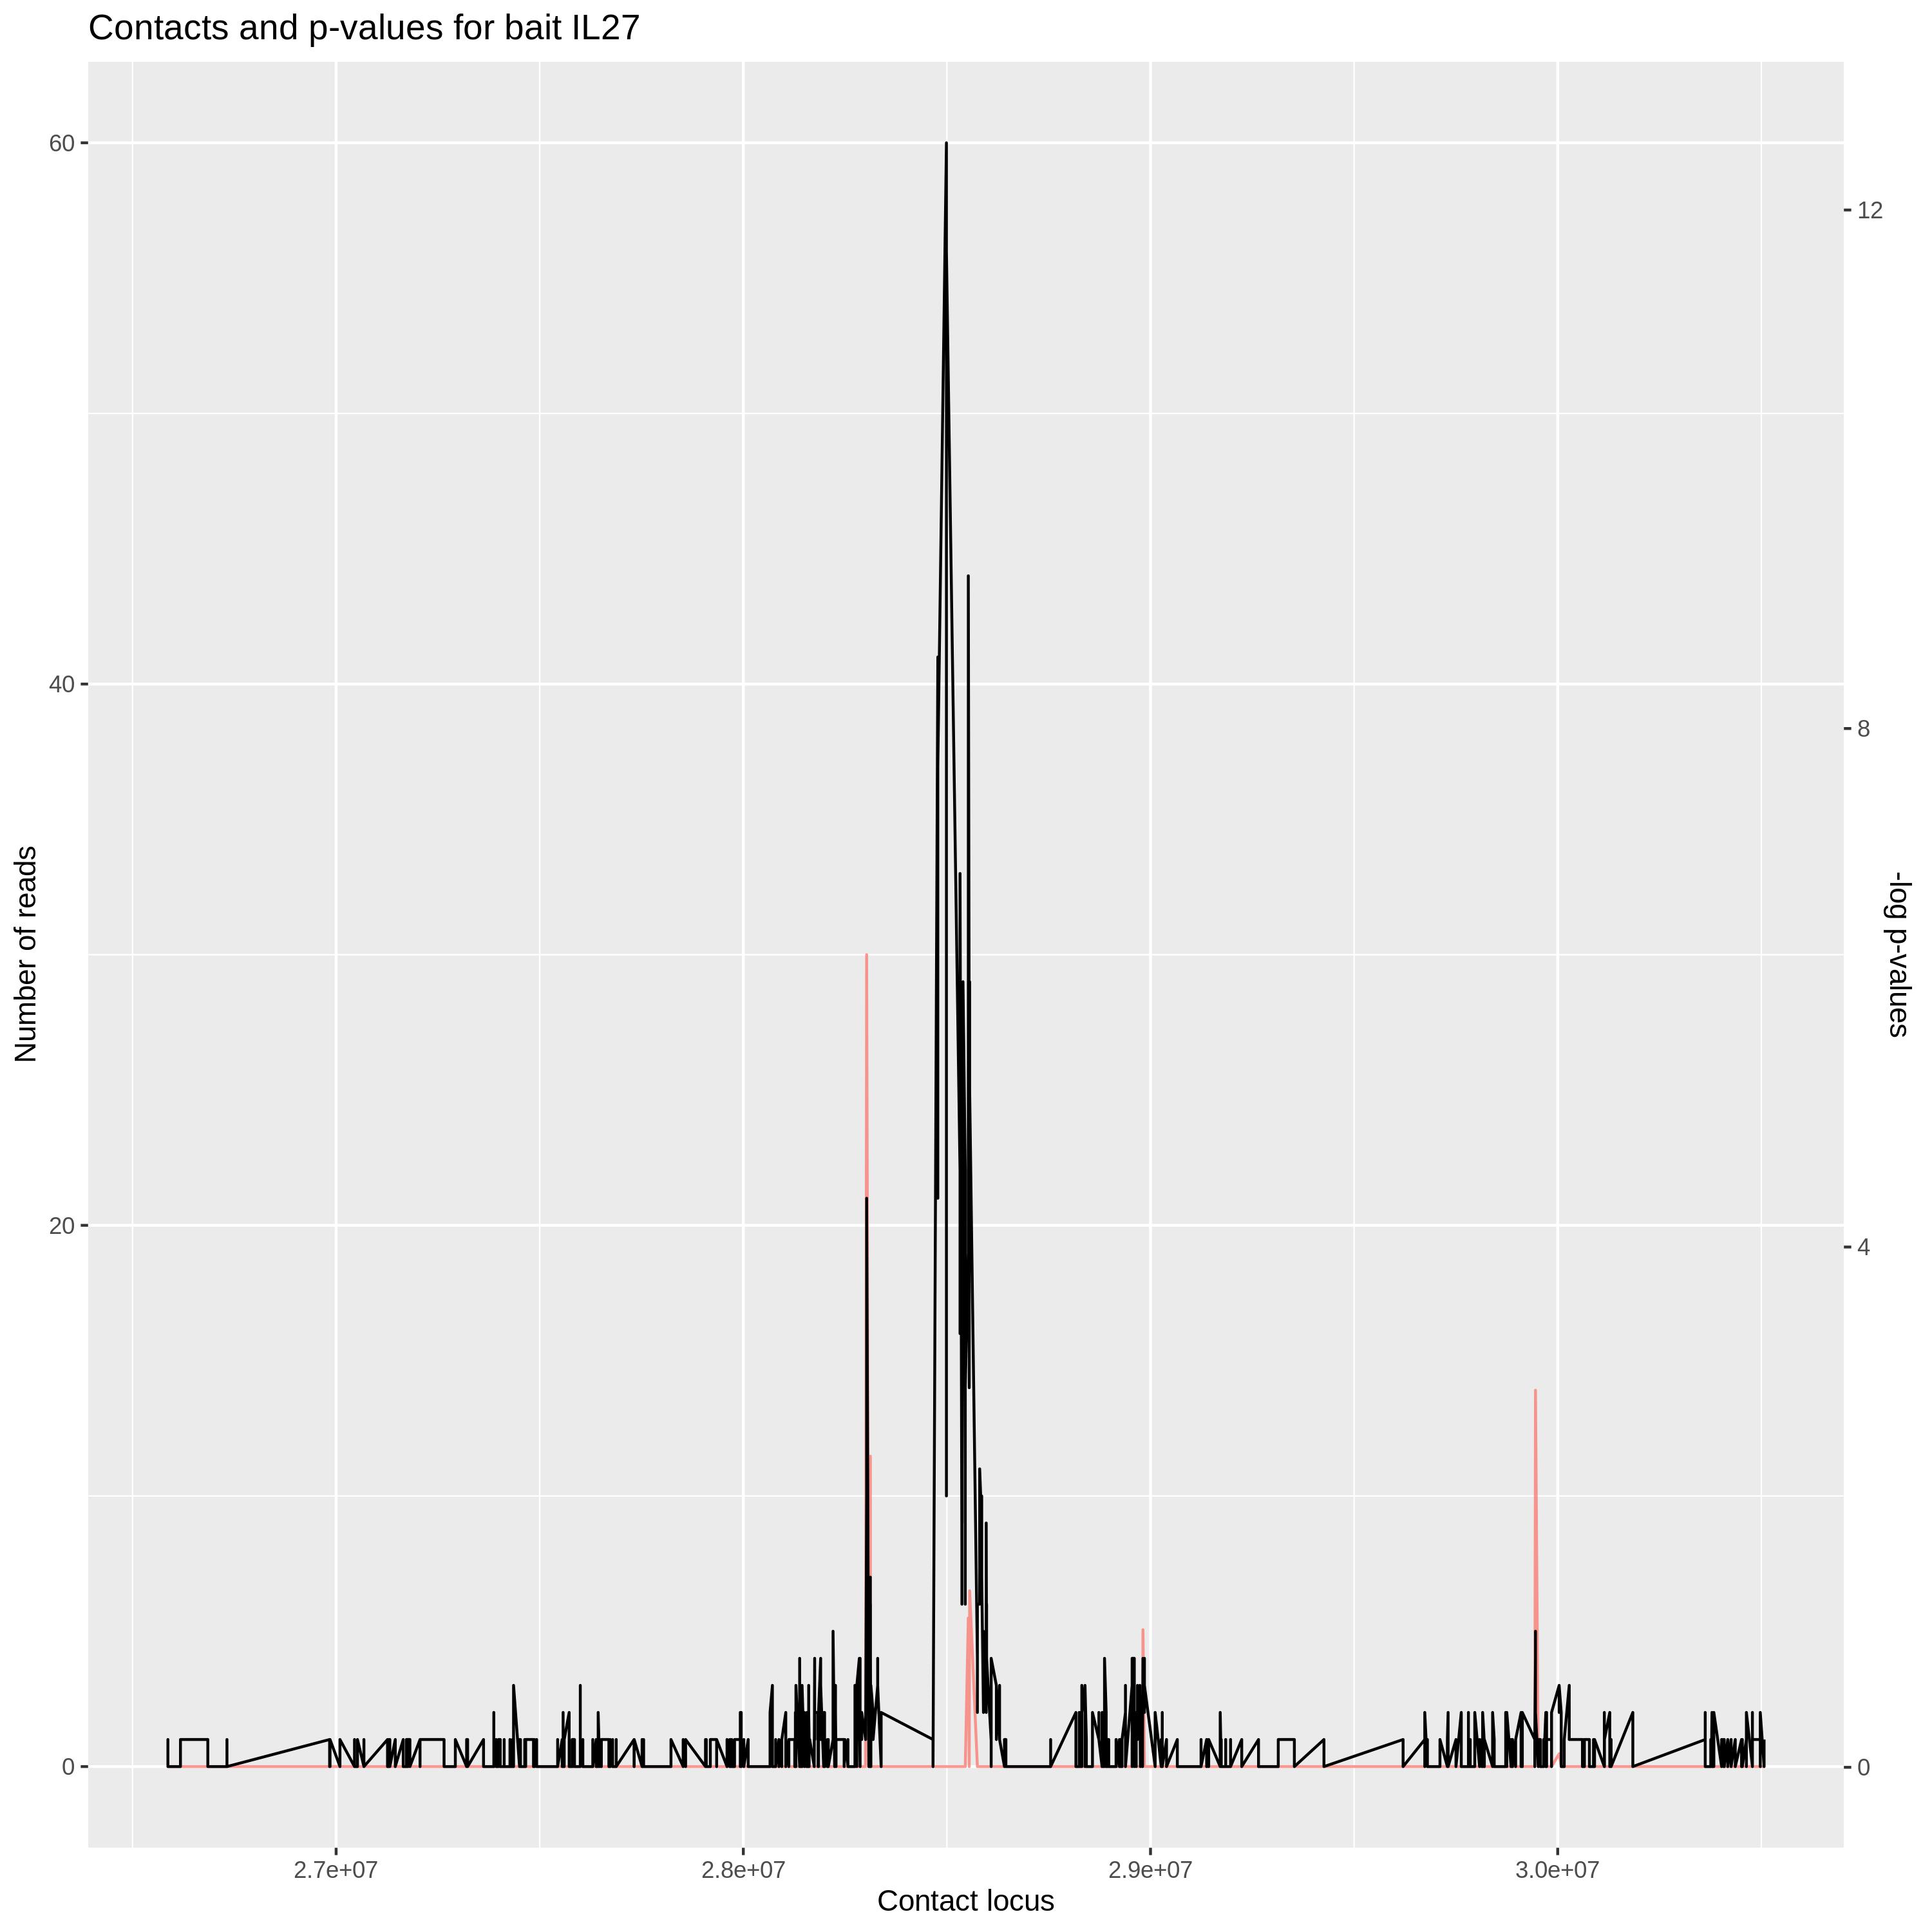 Contacts and p-values for bait IL27
60
40
20
0
12
8
4
0
Number of reads
-log p-values
2.7e+07 2.8e+07 2.9e+07 3.0e+07
Contact locus